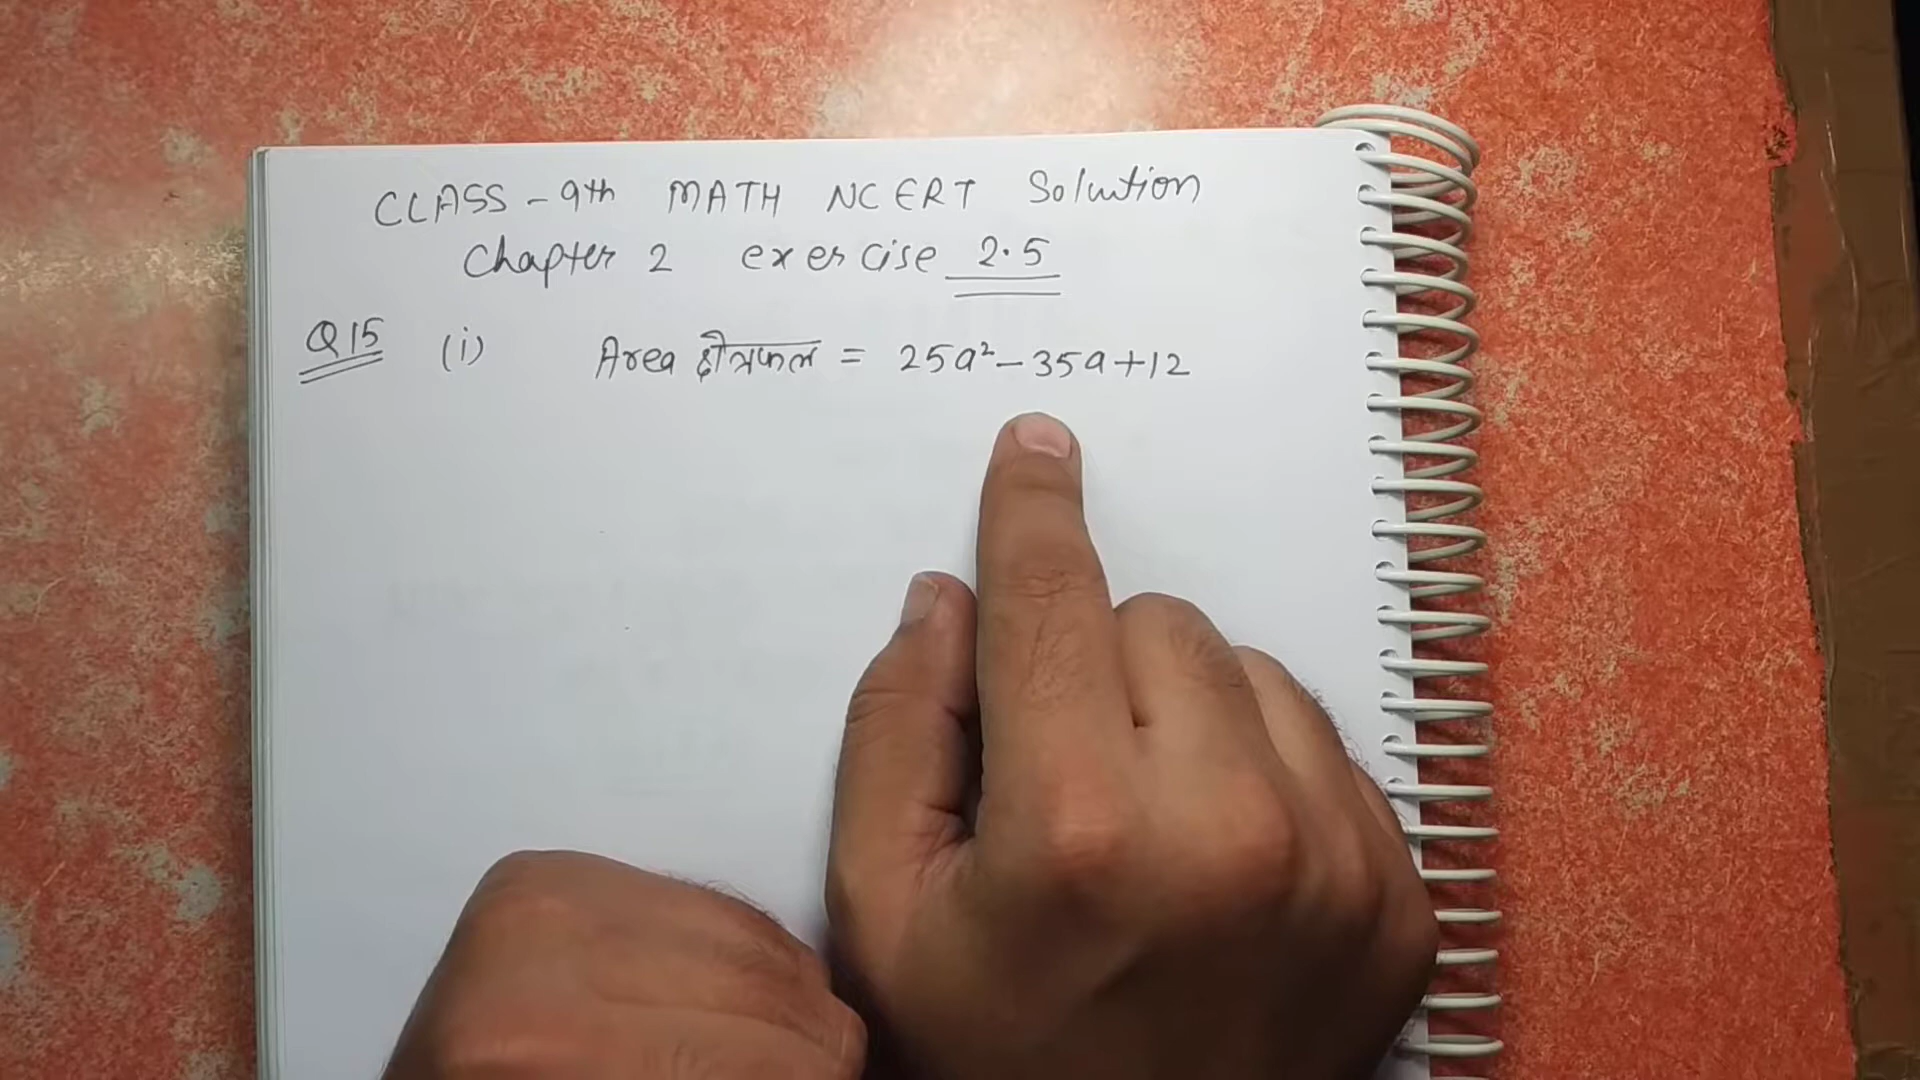 CLASS - 9th MATH NCERT Solution
Chapter 2 exercise 2.5
Q15 (i) Area क्षेत्रफल = 25a² - 35a + 12